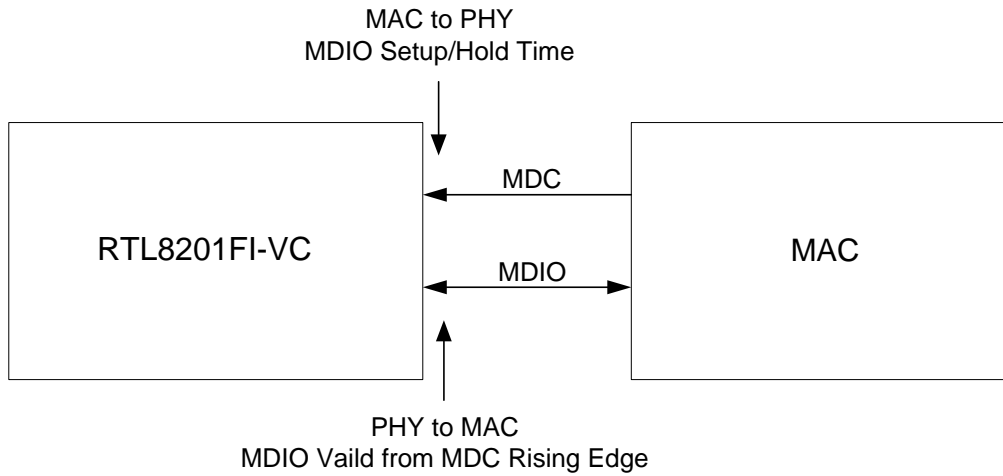 MAC to PHY
MDIO Setup/Hold Time
MDC
RTL8201FI-VC
MAC
MDIO
PHY to MAC
MDIO Vaild from MDC Rising Edge